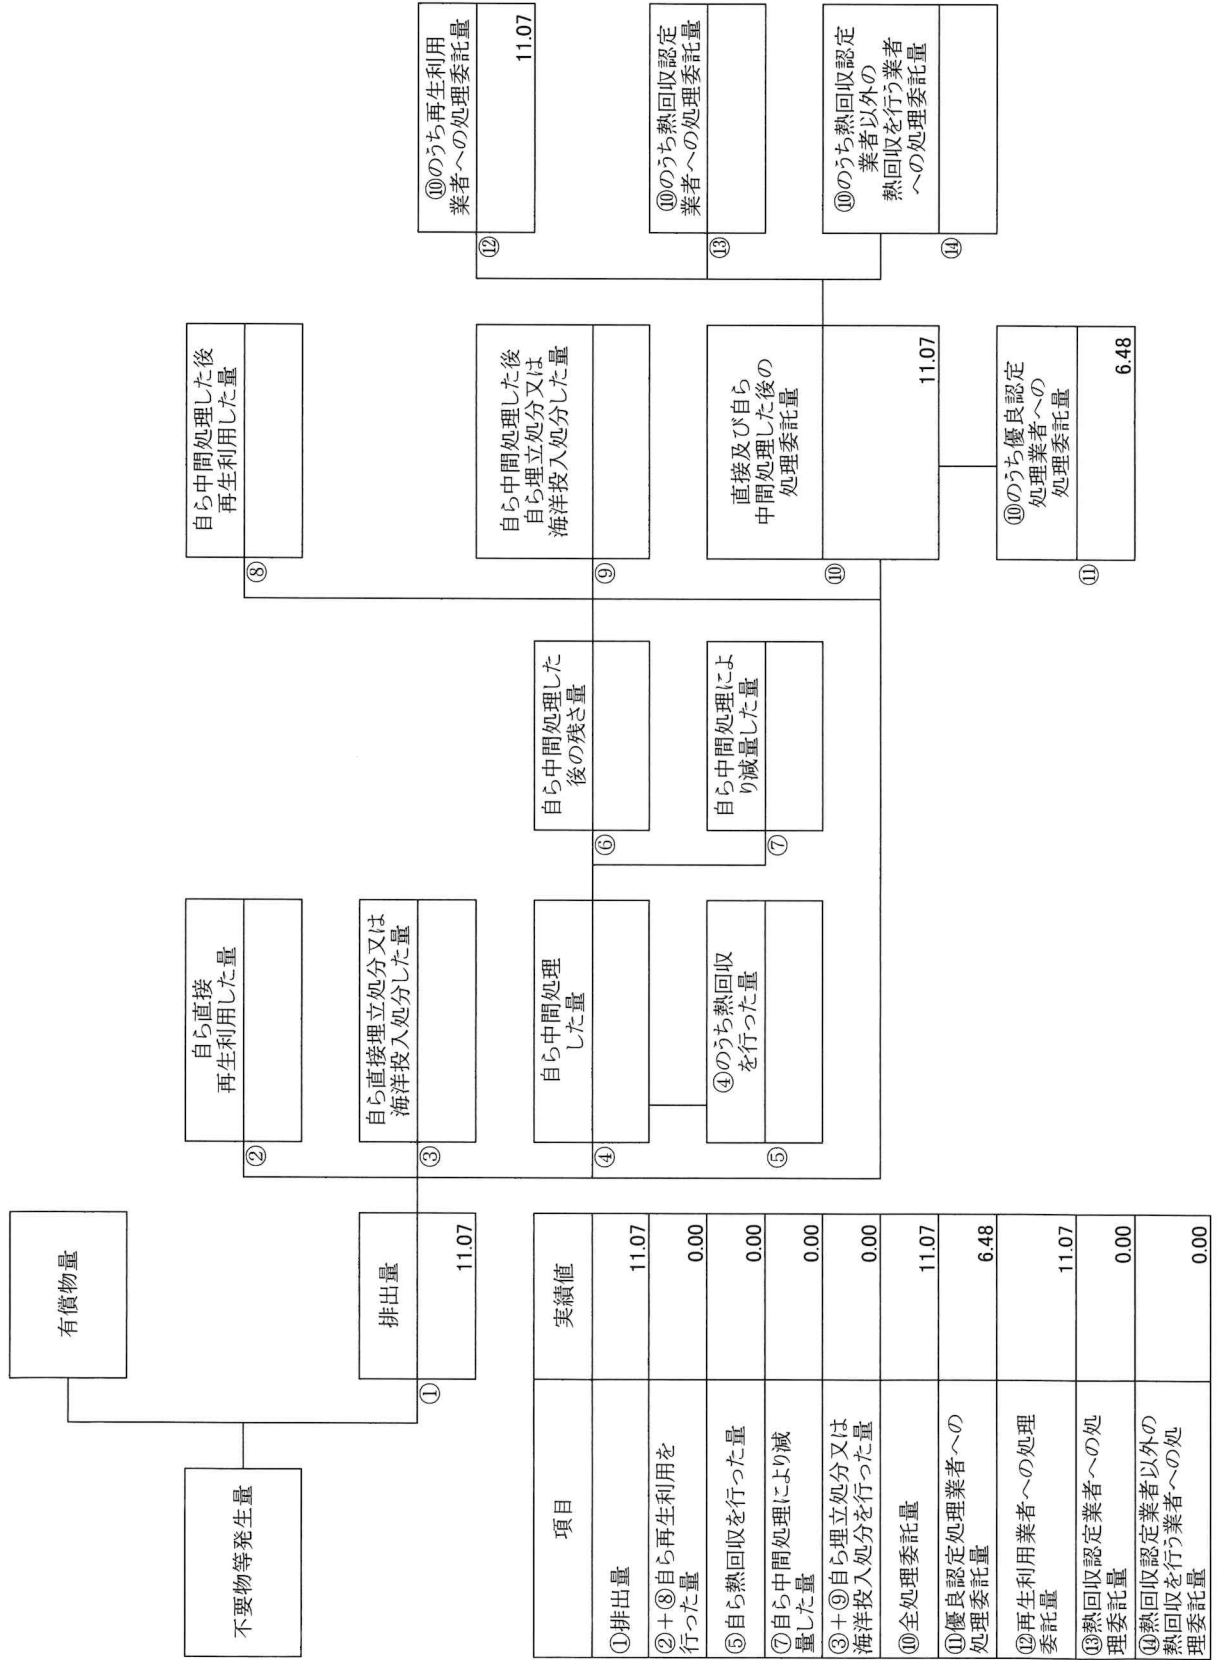 不要物等発生量
有償物量
①
排出量
11.07
②
自ら直接
再生利用した量
③
自ら直接埋立処分又は
海洋投入処分した量
④
自ら中間処理
した量
⑤
④のうち熱回収
を行った量
⑥
自ら中間処理した
後の残さ量
⑦
自ら中間処理によ
り減量した量
⑧
自ら中間処理した後
再生利用した量
⑨
自ら中間処理した後
自ら埋立処分又は
海洋投入処分した量
⑩
直接及び自ら
中間処理した後の
処理委託量
11.07
⑪
⑩のうち優良認定
処理業者への
処理委託量
6.48
⑫
⑩のうち再生利用
業者への処理委託量
11.07
⑬
⑩のうち熱回収認定
業者への処理委託量
⑭
⑩のうち熱回収認定
業者以外の
熱回収を行う業者
への処理委託量
項目 実績値
①排出量 11.07
②+⑧自ら再生利用を
行った量 0.00
⑤自ら熱回収を行った量 0.00
⑦自ら中間処理により減
量した量 0.00
③+⑨自ら埋立処分又は
海洋投入処分を行った量 0.00
⑩全処理委託量 11.07
⑪優良認定処理業者への
処理委託量 6.48
⑫再生利用業者への処理
委託量 11.07
⑬熱回収認定業者への処
理委託量 0.00
⑭熱回収認定業者以外の
熱回収を行う業者への処
理委託量 0.00